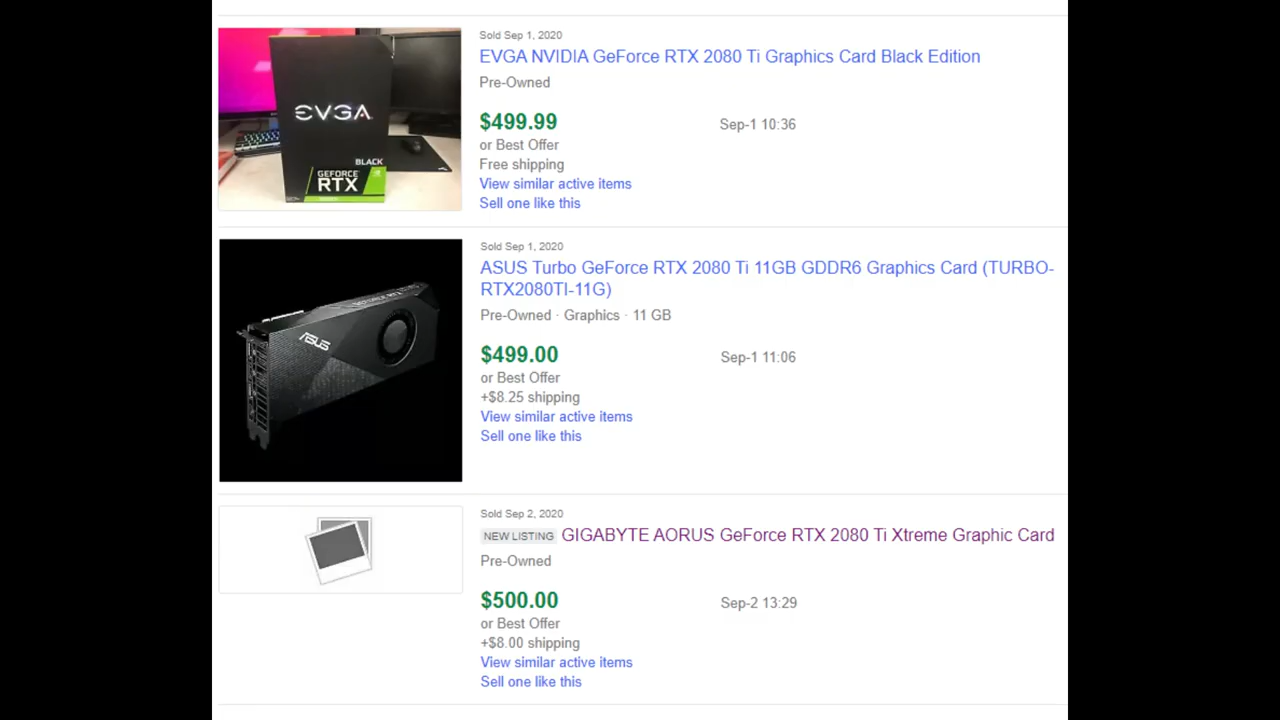 Sold Sep 1, 2020
EVGA NVIDIA GeForce RTX 2080 Ti Graphics Card Black Edition
Pre-Owned
$499.99
Sep-1 10:36
or Best Offer
Free shipping
View similar active items
Sell one like this
EVGA
BLACK
GEFORCE
RTX
Sold Sep 1, 2020
ASUS Turbo GeForce RTX 2080 Ti 11GB GDDR6 Graphics Card (TURBO-
RTX2080TI-11G)
Pre-Owned · Graphics · 11 GB
$499.00
Sep-1 11:06
or Best Offer
+$8.25 shipping
View similar active items
Sell one like this
ASUS
Sold Sep 2, 2020
NEW LISTING GIGABYTE AORUS GeForce RTX 2080 Ti Xtreme Graphic Card
Pre-Owned
$500.00
Sep-2 13:29
or Best Offer
+$8.00 shipping
View similar active items
Sell one like this